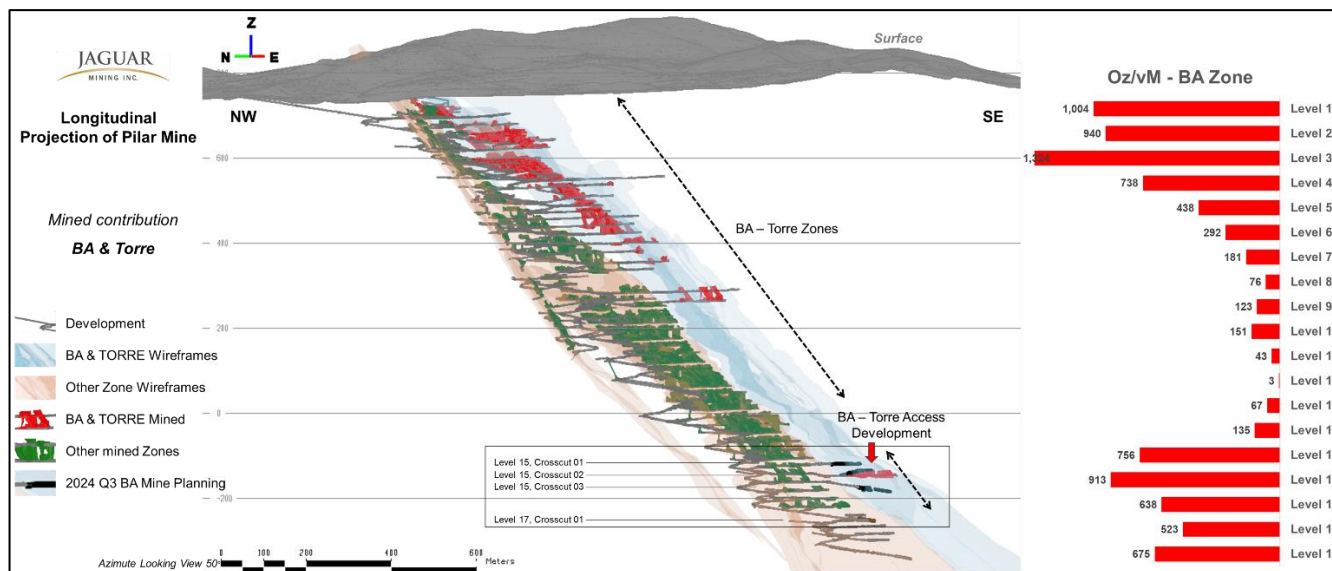 JAGUAR
MINING INC.
Longitudinal
Projection of Pilar Mine
Mined contribution
BA & Torre
Development
BA & TORRE Wireframes
Other Zone Wireframes
BA & TORRE Mined
Other mined Zones
2024 Q3 BA Mine Planning
Azimute Looking View 50°
0 100 200 400 600
Meters
Z
N E
Surface
NW
SE
600
400
200
0
-200
BA – Torre Zones
BA – Torre Access
Development
Level 15, Crosscut 01
Level 15, Crosscut 02
Level 15, Crosscut 03
Level 17, Crosscut 01
Oz/vM - BA Zone
1,004 Level 1
940 Level 2
Level 3
738 Level 4
438 Level 5
292 Level 6
181 Level 7
76 Level 8
123 Level 9
151 Level 1
43 Level 1
3 Level 1
67 Level 1
135 Level 1
756 Level 1
913 Level 1
638 Level 1
523 Level 1
675 Level 1